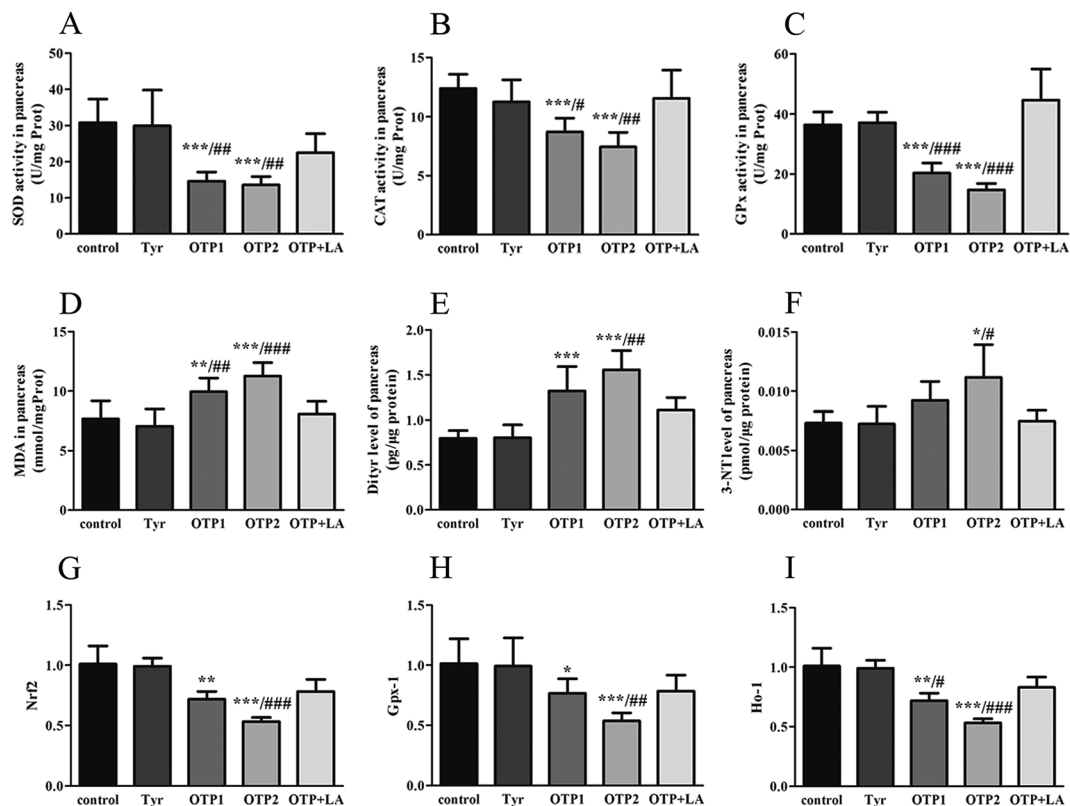 A
SOD activity in pancreas
(U/mg Prot)
50
40
30
20
10
0
***/##
***/##
control Tyr OTP1 OTP2 OTP+LA
B
CAT activity in pancreas
(U/mg Prot)
15
10
5
0
***/#
***/##
control Tyr OTP1 OTP2 OTP+LA
C
GPx activity in pancreas
(U/mg Prot)
60
40
20
0
***/###
***/###
control Tyr OTP1 OTP2 OTP+LA
D
MDA in pancreas
(mmol/mgProt)
15
10
5
0
**/##
***/###
control Tyr OTP1 OTP2 OTP+LA
E
Dityr level of pancreas
(pg/μg protein)
2.0
1.5
1.0
0.5
0.0
***
***/##
control Tyr OTP1 OTP2 OTP+LA
F
3-NT level of pancreas
(pmol/μg protein)
0.015
0.010
0.005
0.000
*/#
control Tyr OTP1 OTP2 OTP+LA
G
Nrf2
1.5
1.0
0.5
0.0
**
***/###
control Tyr OTP1 OTP2 OTP+LA
H
Gpx-1
1.5
1.0
0.5
0.0
*
***/##
control Tyr OTP1 OTP2 OTP+LA
I
Ho-1
1.5
1.0
0.5
0.0
**/#
***/###
control Tyr OTP1 OTP2 OTP+LA